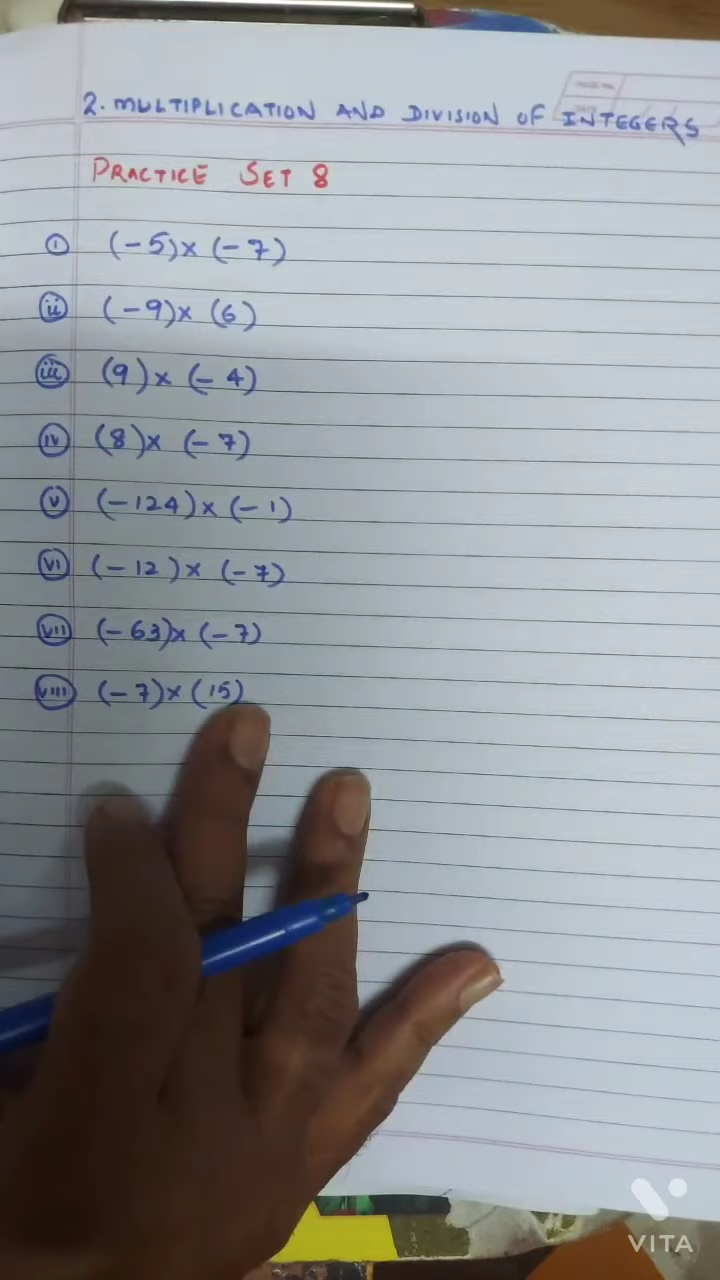 2. MULTIPLICATION AND DIVISION OF INTEGERS
PRACTICE SET 8
i (-5)× (-7)
ii (-9)× (6)
iii (9)× (-4)
iv (8)× (-7)
v (-124)× (-1)
vi (-12)× (-7)
vii (-63)× (-7)
viii (-7)× (15)
VITA